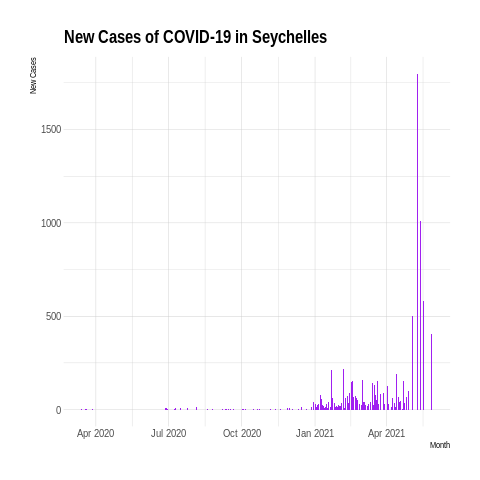 New Cases of COVID-19 in Seychelles
New Cases
1500
1000
500
0
Apr 2020 Jul 2020 Oct 2020 Jan 2021 Apr 2021
Month